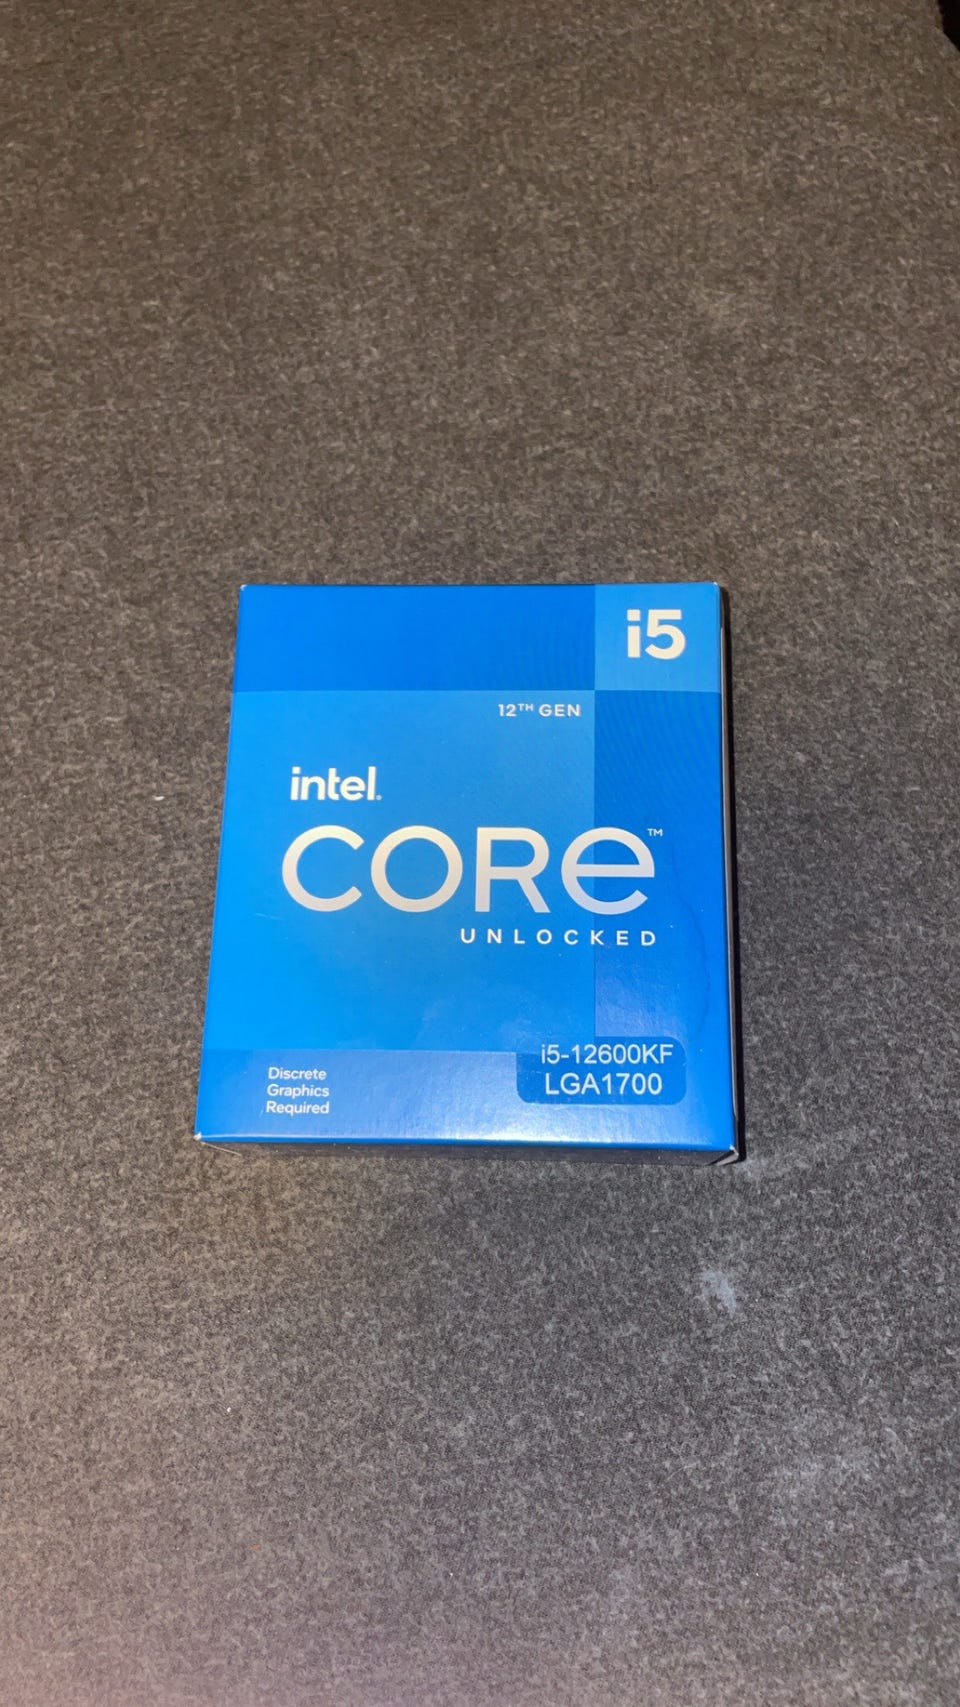 i5
12TH GEN
intel.
CORE™
UNLOCKED
i5-12600KF
LGA1700
Discrete
Graphics
Required